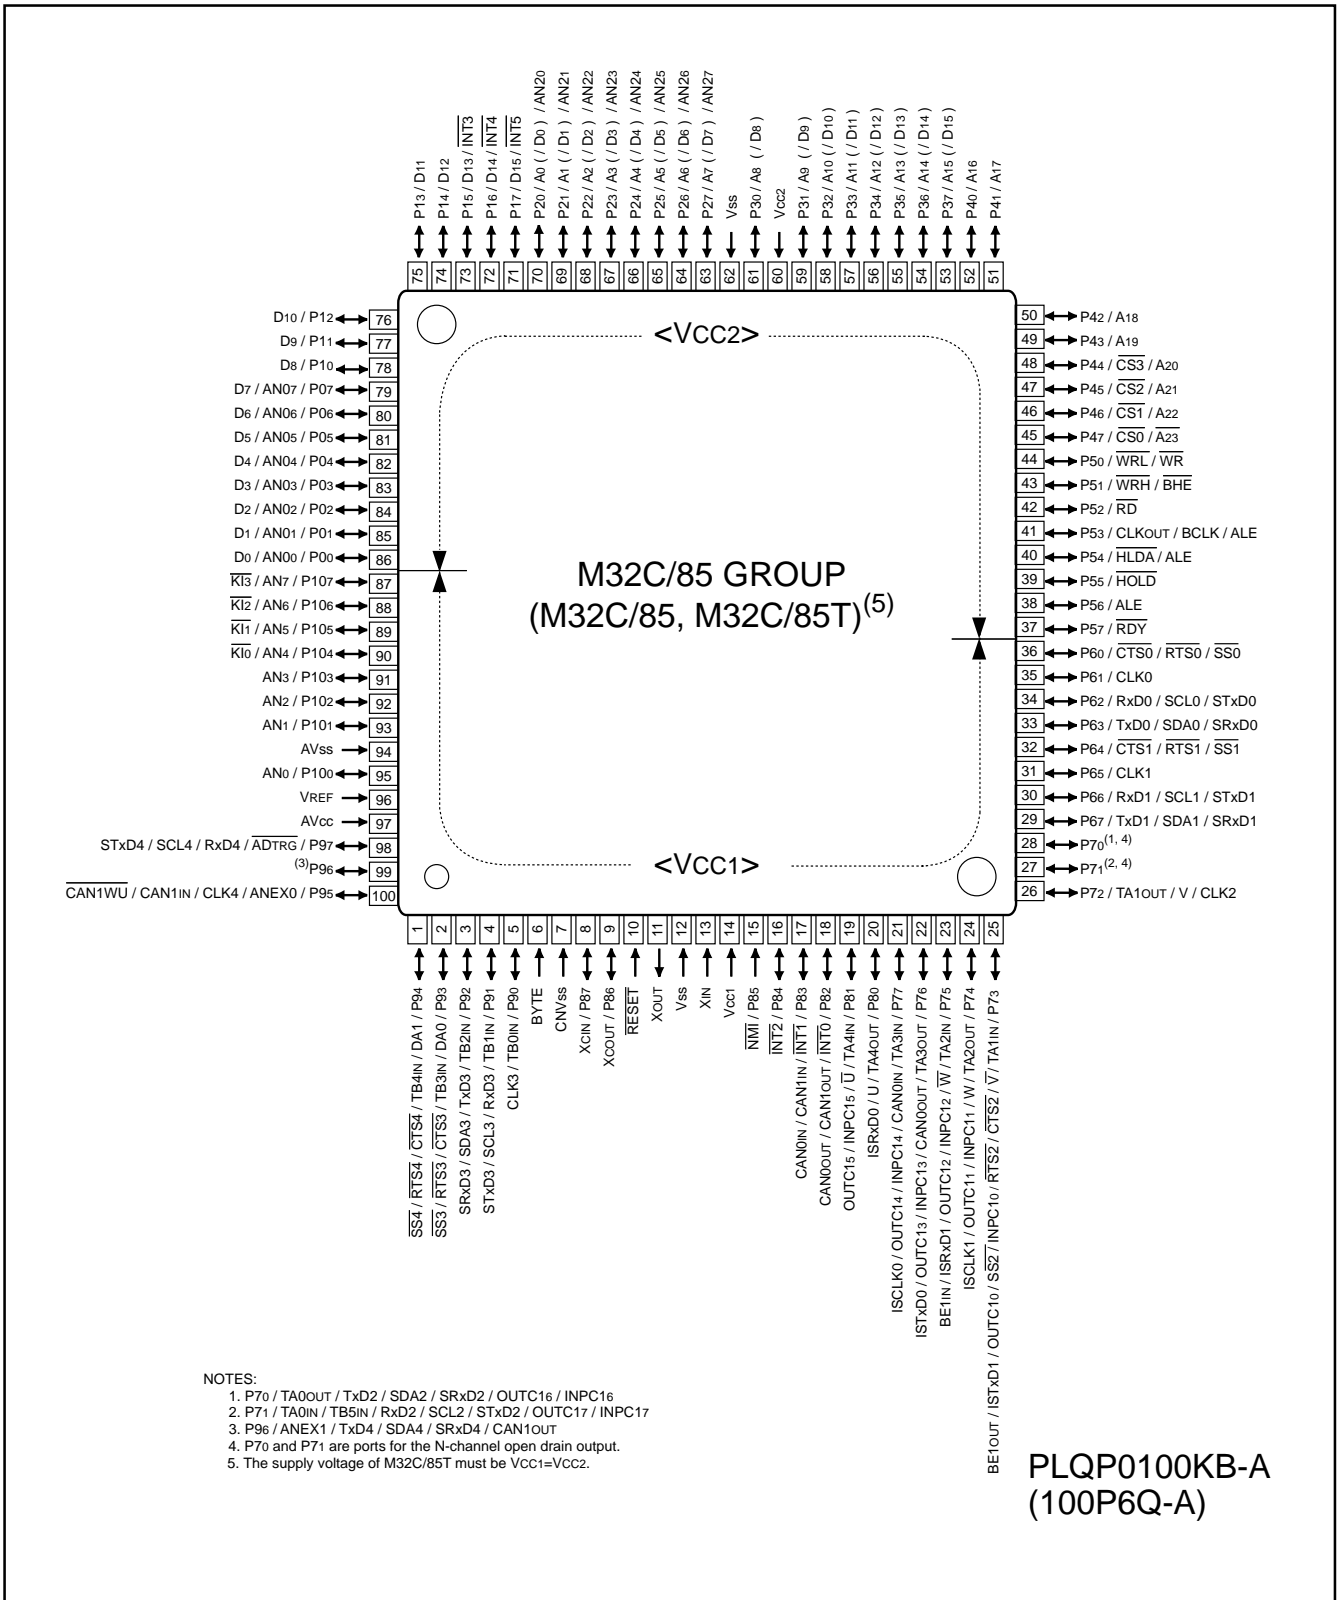 P13 / D11
P14 / D12
P15 / D13 / INT3
P16 / D14 / INT4
P17 / D15 / INT5
P20 / A0 ( / D0 ) / AN20
P21 / A1 ( / D1 ) / AN21
P22 / A2 ( / D2 ) / AN22
P23 / A3 ( / D3 ) / AN23
P24 / A4 ( / D4 ) / AN24
P25 / A5 ( / D5 ) / AN25
P26 / A6 ( / D6 ) / AN26
P27 / A7 ( / D7 ) / AN27
Vss
P30 / A8 ( / D8 )
Vcc2
P31 / A9 ( / D9 )
P32 / A10 ( / D10 )
P33 / A11 ( / D11 )
P34 / A12 ( / D12 )
P35 / A13 ( / D13 )
P36 / A14 ( / D14 )
P37 / A15 ( / D15 )
P40 / A16
P41 / A17
75 74 73 72 71 70 69 68 67 66 65 64 63 62 61 60 59 58 57 56 55 54 53 52 51
D10 / P12 76
D9 / P11 77
D8 / P10 78
D7 / AN07 / P07 79
D6 / AN06 / P06 80
D5 / AN05 / P05 81
D4 / AN04 / P04 82
D3 / AN03 / P03 83
D2 / AN02 / P02 84
D1 / AN01 / P01 85
D0 / AN00 / P00 86
KI3 / AN7 / P107 87
KI2 / AN6 / P106 88
KI1 / AN5 / P105 89
KI0 / AN4 / P104 90
AN3 / P103 91
AN2 / P102 92
AN1 / P101 93
AVss 94
AN0 / P100 95
VREF 96
AVcc 97
STxD4 / SCL4 / RxD4 / ADTRG / P97 98
(3)P96 99
CAN1WU / CAN1IN / CLK4 / ANEX0 / P95 100
<VCC2>
M32C/85 GROUP
(M32C/85, M32C/85T)(5)
<VCC1>
50 P42 / A18
49 P43 / A19
48 P44 / CS3 / A20
47 P45 / CS2 / A21
46 P46 / CS1 / A22
45 P47 / CS0 / A23
44 P50 / WRL / WR
43 P51 / WRH / BHE
42 P52 / RD
41 P53 / CLKOUT / BCLK / ALE
40 P54 / HLDA / ALE
39 P55 / HOLD
38 P56 / ALE
37 P57 / RDY
36 P60 / CTS0 / RTS0 / SS0
35 P61 / CLK0
34 P62 / RxD0 / SCL0 / STxD0
33 P63 / TxD0 / SDA0 / SRxD0
32 P64 / CTS1 / RTS1 / SS1
31 P65 / CLK1
30 P66 / RxD1 / SCL1 / STxD1
29 P67 / TxD1 / SDA1 / SRxD1
28 P70(1, 4)
27 P71(2, 4)
26 P72 / TA1OUT / V / CLK2
1 2 3 4 5 6 7 8 9 10 11 12 13 14 15 16 17 18 19 20 21 22 23 24 25
SS4 / RTS4 / CTS4 / TB4IN / DA1 / P94
SS3 / RTS3 / CTS3 / TB3IN / DA0 / P93
SRxD3 / SDA3 / TxD3 / TB2IN / P92
STxD3 / SCL3 / RxD3 / TB1IN / P91
CLK3 / TB0IN / P90
BYTE
CNVss
XCIN / P87
XCOUT / P86
RESET
XOUT
Vss
XIN
Vcc1
NMI / P85
INT2 / P84
CAN0IN / CAN1IN / INT1 / P83
CAN0OUT / CAN1OUT / INT0 / P82
OUTC15 / INPC15 / U / TA4IN / P81
ISRxD0 / U / TA4OUT / P80
ISCLK0 / OUTC14 / INPC14 / CAN0IN / TA3IN / P77
ISTxD0 / OUTC13 / INPC13 / CAN0OUT / TA3OUT / P76
BE1IN / ISRxD1 / OUTC12 / INPC12 / W / TA2IN / P75
ISCLK1 / OUTC11 / INPC11 / W / TA2OUT / P74
BE1OUT / ISTxD1 / OUTC10 / SS2 / INPC10 / RTS2 / CTS2 / V / TA1IN / P73
NOTES:
1. P70 / TA0OUT / TxD2 / SDA2 / SRxD2 / OUTC16 / INPC16
2. P71 / TA0IN / TB5IN / RxD2 / SCL2 / STxD2 / OUTC17 / INPC17
3. P96 / ANEX1 / TxD4 / SDA4 / SRxD4 / CAN1OUT
4. P70 and P71 are ports for the N-channel open drain output.
5. The supply voltage of M32C/85T must be VCC1=VCC2.
PLQP0100KB-A
(100P6Q-A)